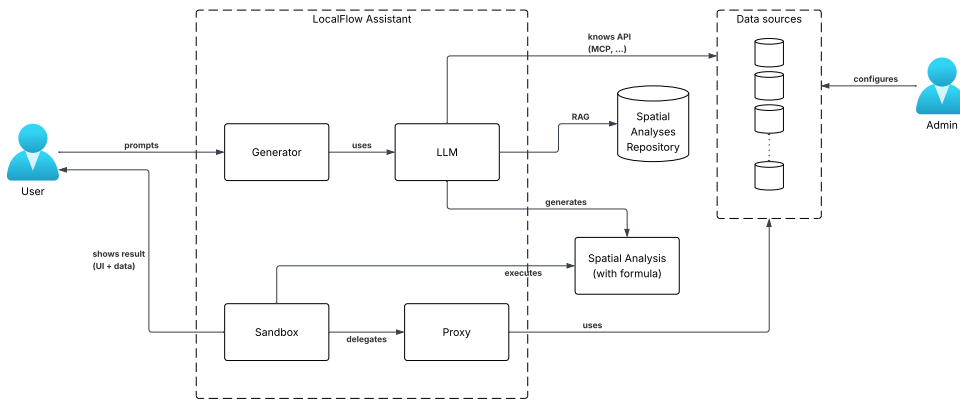 LocalFlow Assistant
Data sources
knows API
(MCP, ...)
configures
Admin
Spatial
Analyses
Repository
RAG
prompts
Generator
uses
LLM
User
generates
Spatial Analysis
(with formula)
shows result
(UI + data)
executes
Sandbox
delegates
Proxy
uses